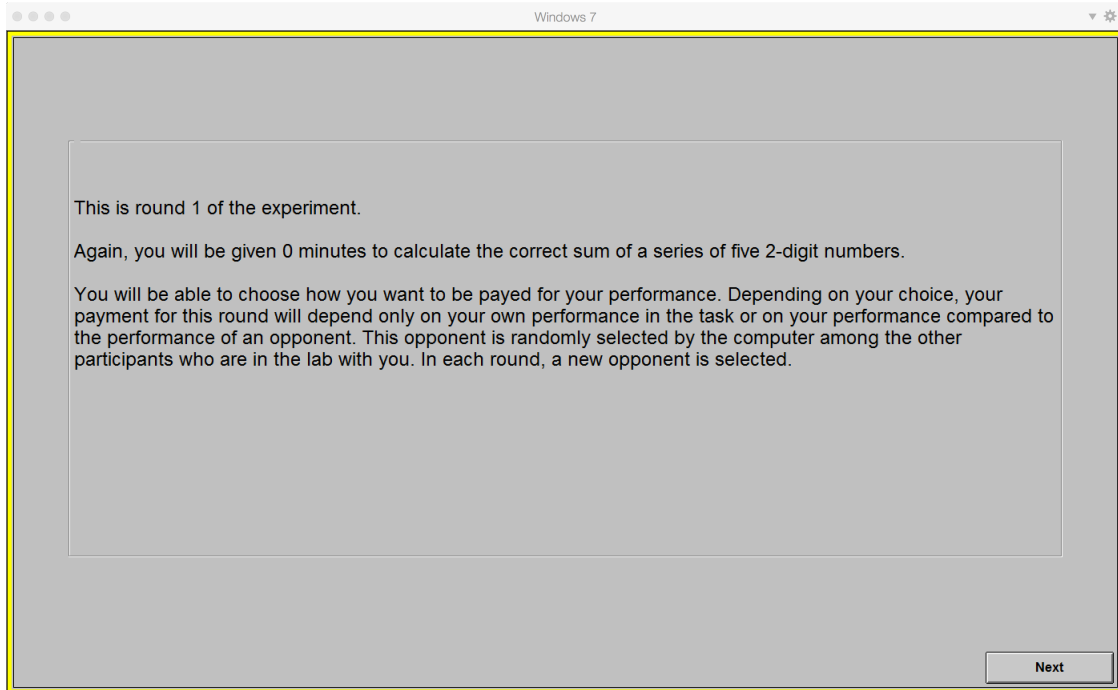 Windows 7
This is round 1 of the experiment.
Again, you will be given 0 minutes to calculate the correct sum of a series of five 2-digit numbers.
You will be able to choose how you want to be payed for your performance. Depending on your choice, your
payment for this round will depend only on your own performance in the task or on your performance compared to
the performance of an opponent. This opponent is randomly selected by the computer among the other
participants who are in the lab with you. In each round, a new opponent is selected.
Next